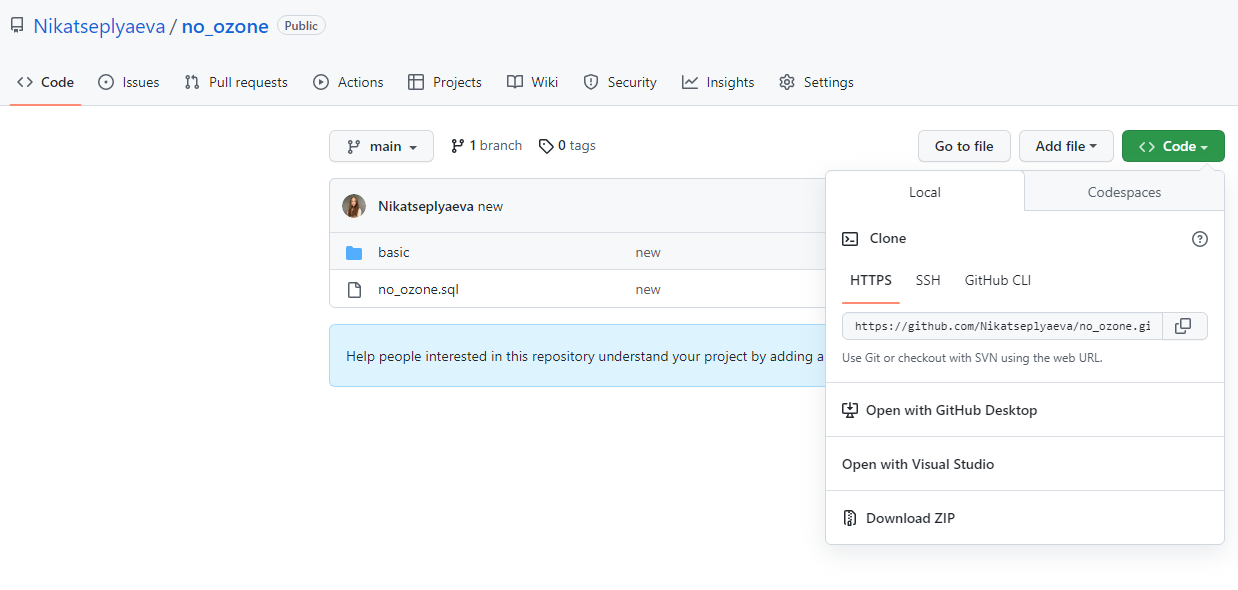 Nikatseplyaeva / no_ozone Public
Code Issues Pull requests Actions Projects Wiki Security Insights Settings
main 1 branch 0 tags Go to file Add file Code
Local Codespaces
Nikatseplyaeva new
Clone
basic new
HTTPS SSH GitHub CLI
no_ozone.sql new
https://github.com/Nikatseplyaeva/no_ozone.gi
Help people interested in this repository understand your project by adding a
Use Git or checkout with SVN using the web URL.
Open with GitHub Desktop
Open with Visual Studio
Download ZIP